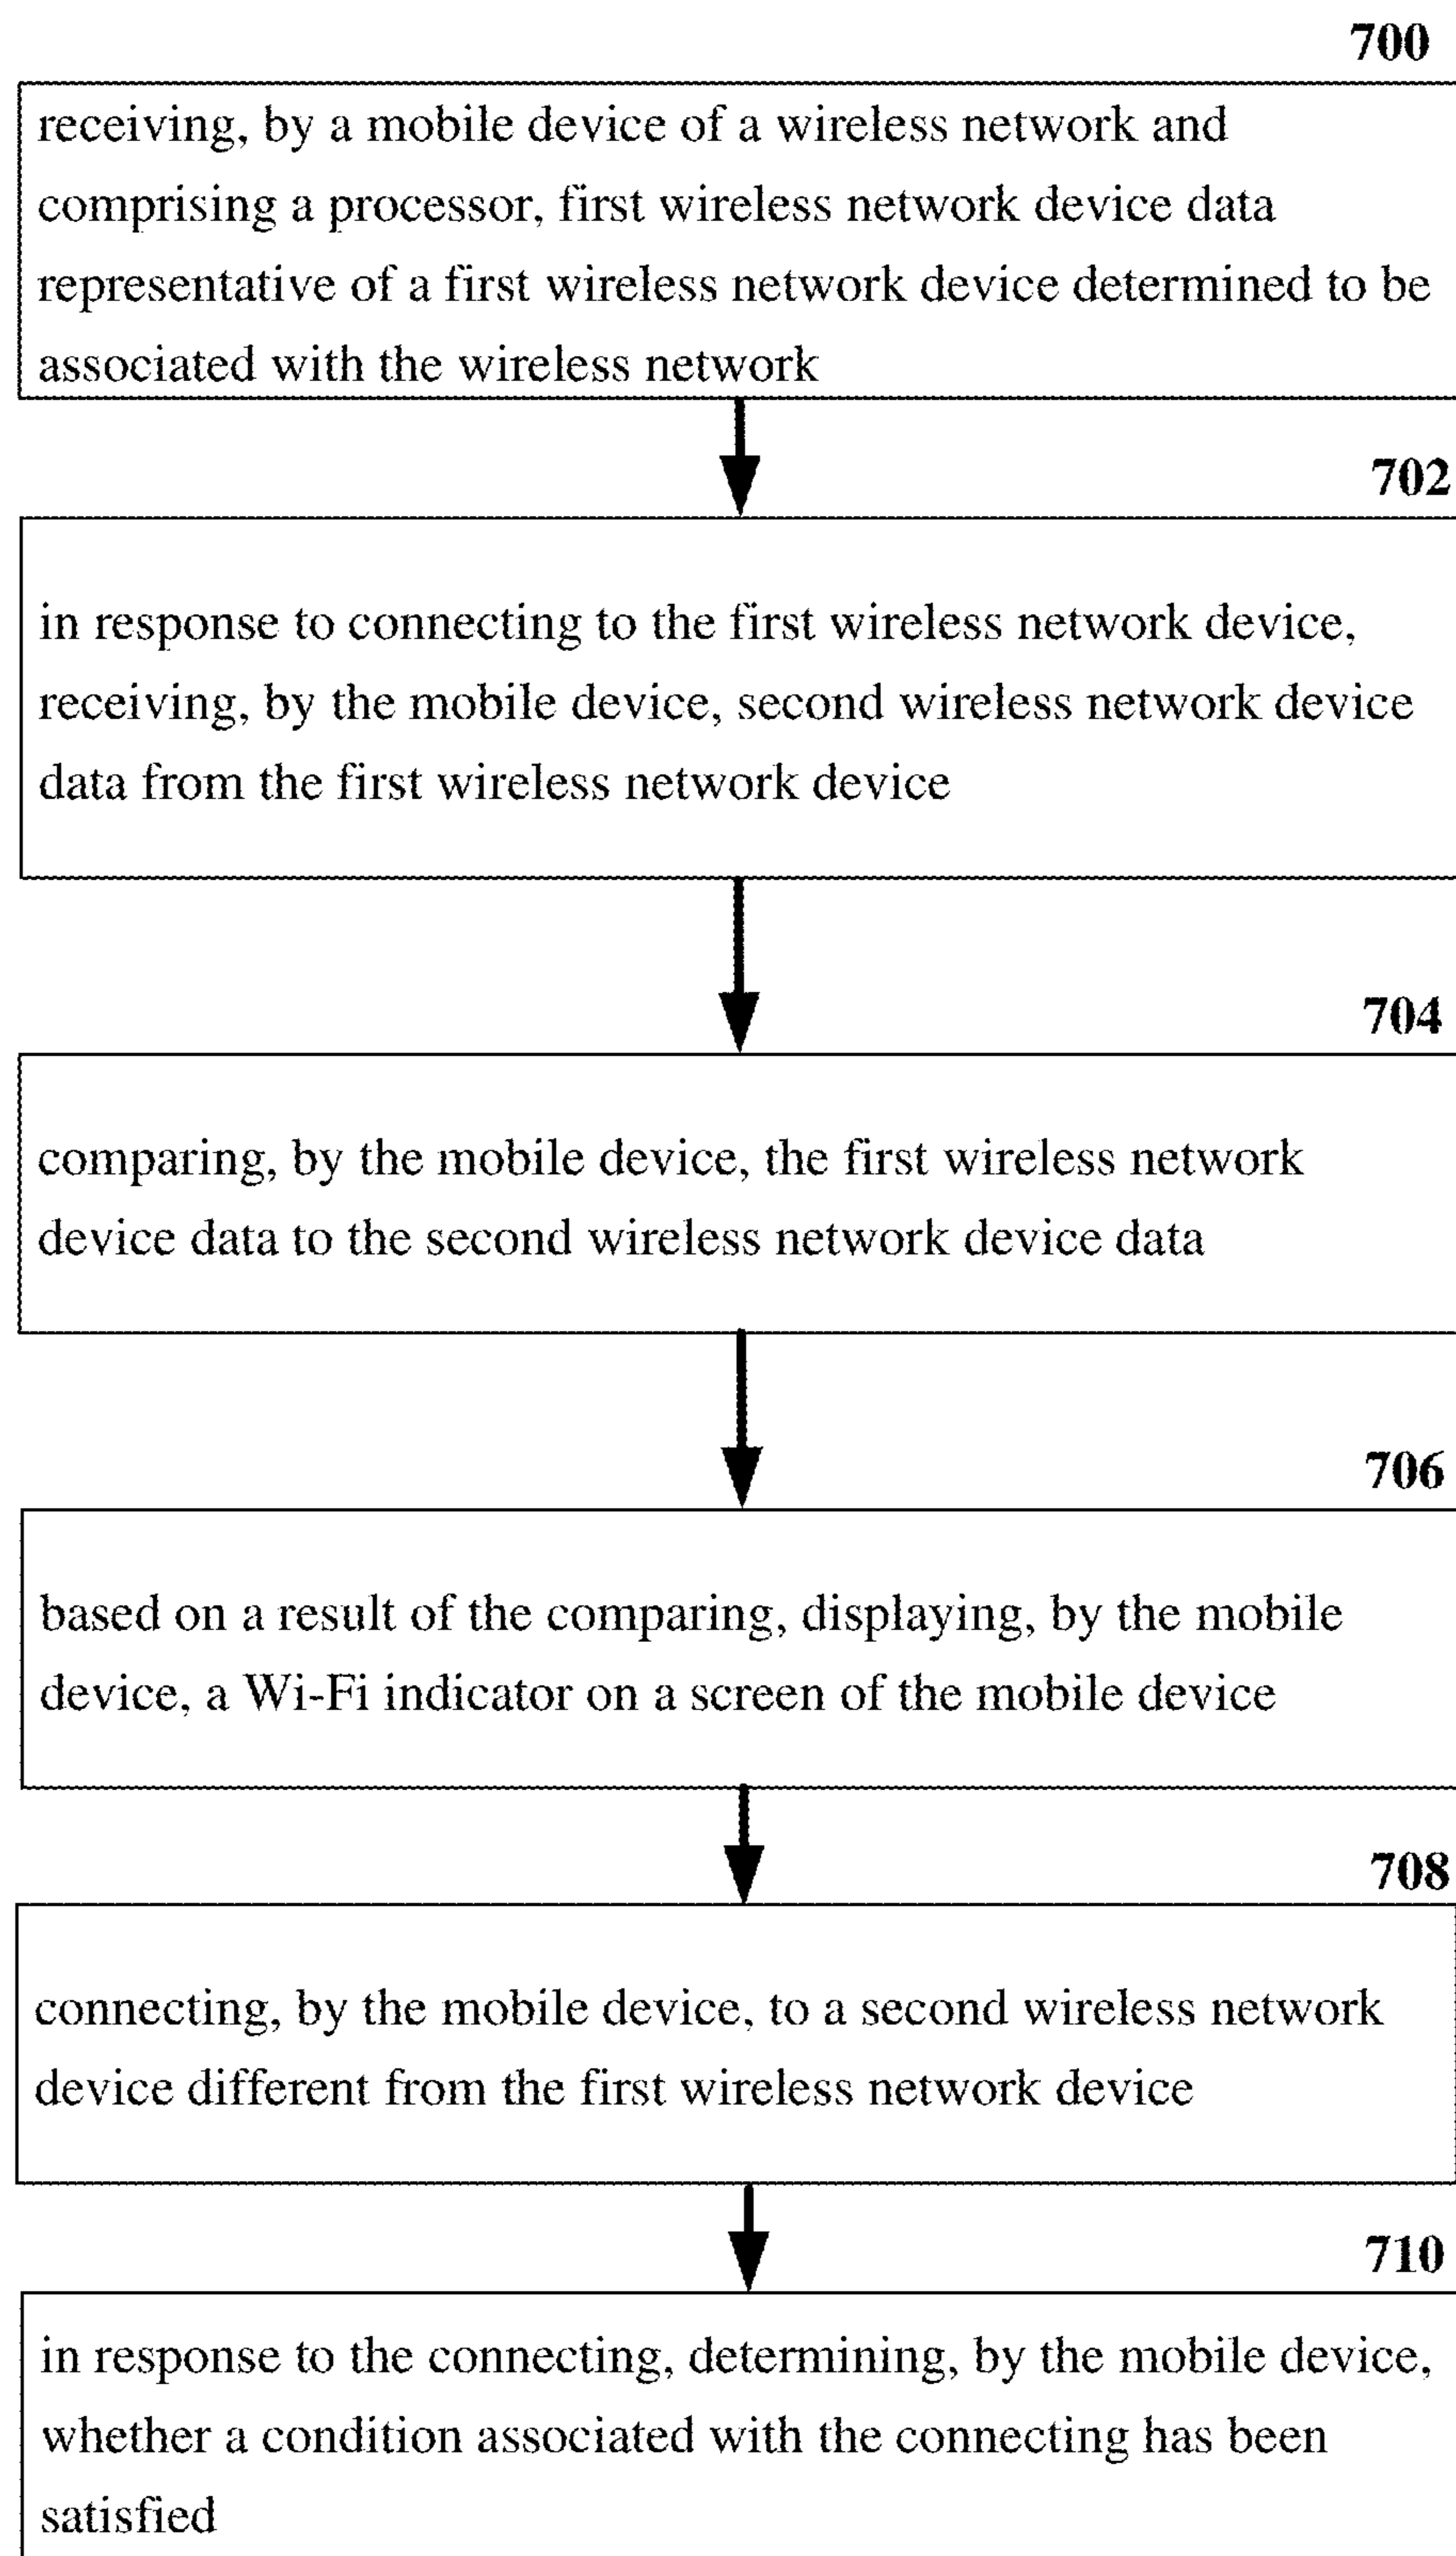 700
receiving, by a mobile device of a wireless network and
comprising a processor, first wireless network device data
representative of a first wireless network device determined to be
associated with the wireless network
702
in response to connecting to the first wireless network device,
receiving, by the mobile device, second wireless network device
data from the first wireless network device
704
comparing, by the mobile device, the first wireless network
device data to the second wireless network device data
706
based on a result of the comparing, displaying, by the mobile
device, a Wi-Fi indicator on a screen of the mobile device
708
connecting, by the mobile device, to a second wireless network
device different from the first wireless network device
710
in response to the connecting, determining, by the mobile device,
whether a condition associated with the connecting has been
satisfied